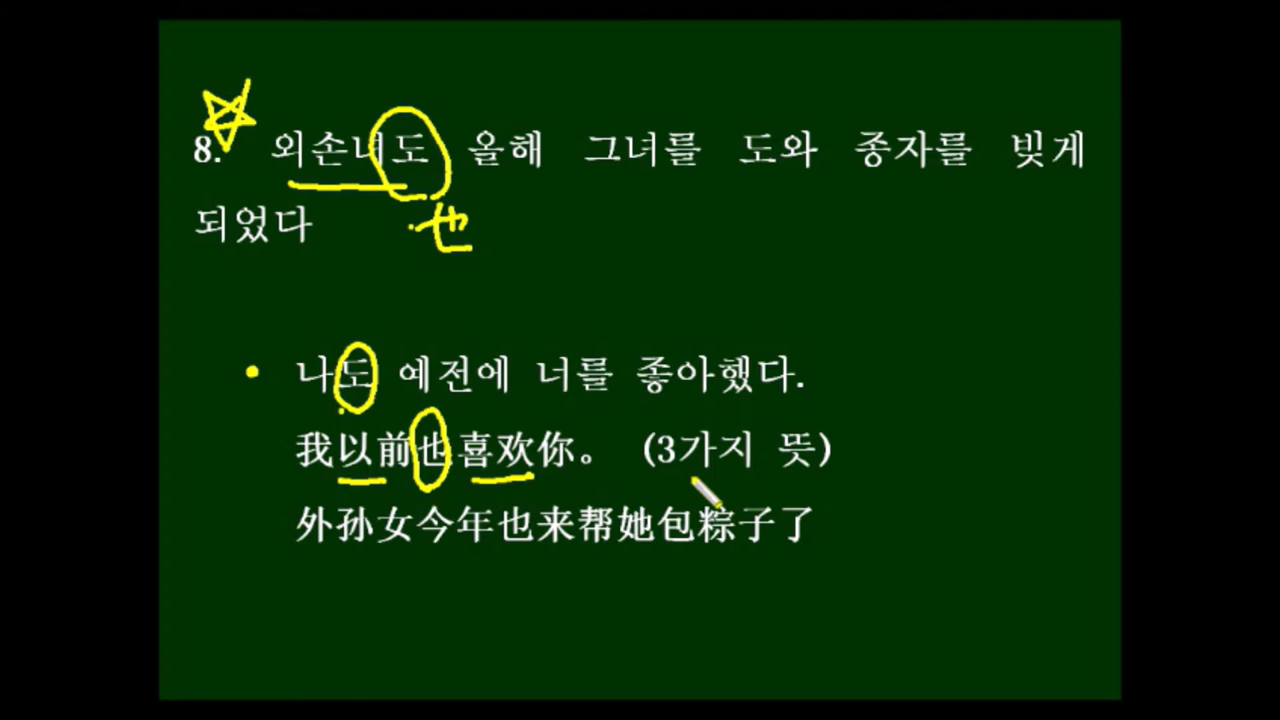 8. 외손녀도 올해 그녀를 도와 종자를 빚게
되었다
也
나도 예전에 너를 좋아했다.
我以前也喜欢你。 (3가지 뜻)
外孙女今年也来帮她包粽子了